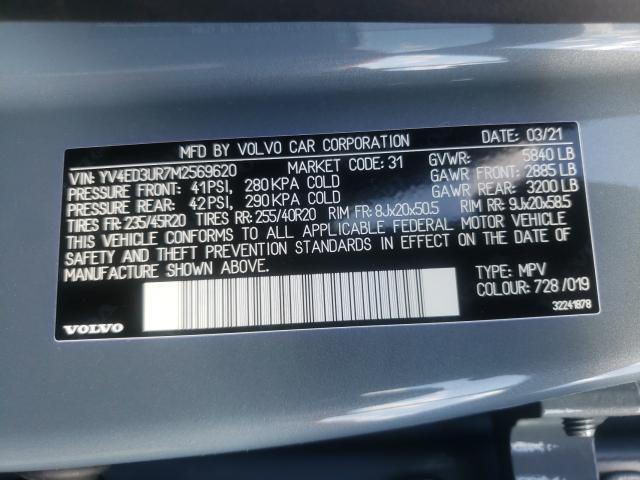 MFD BY VOLVO CAR CORPORATION DATE: 03/21
VIN: YV4ED3UR7M2569620 MARKET CODE: 31 GVWR: 5840 LB
PRESSURE FRONT: 41PSI, 280 KPA COLD GAWR FRONT: 2885 LB
PRESSURE REAR: 42PSI, 290 KPA COLD GAWR REAR: 3200 LB
TIRES FR: 235/45R20 TIRES RR: 255/40R20 RIM FR: 8Jx20x50.5 RIM RR: 9Jx20x58.5
THIS VEHICLE CONFORMS TO ALL APPLICABLE FEDERAL MOTOR VEHICLE
SAFETY AND THEFT PREVENTION STANDARDS IN EFFECT ON THE DATE OF
MANUFACTURE SHOWN ABOVE.
TYPE: MPV
COLOUR: 728/019
VOLVO 32241878